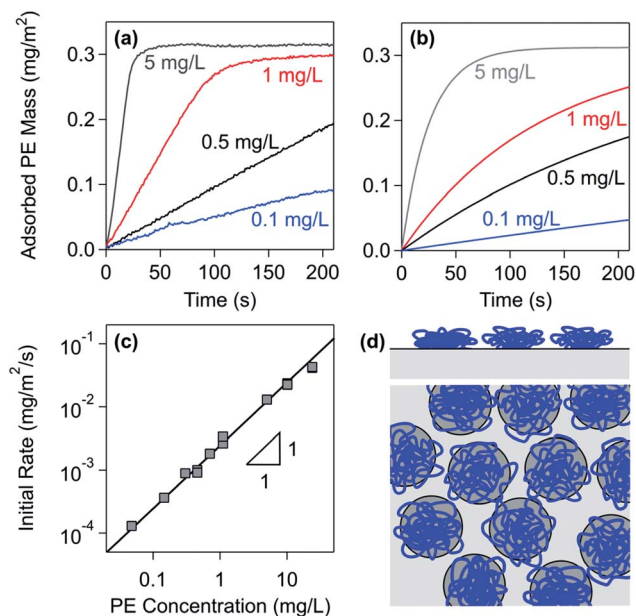 (a)
5 mg/L
1 mg/L
0.5 mg/L
0.1 mg/L
Adsorbed PE Mass (mg/m²)
0.3
0.2
0.1
0.0
0 50 100 150 200
Time (s)
(b)
5 mg/L
1 mg/L
0.5 mg/L
0.1 mg/L
0.3
0.2
0.1
0.0
0 50 100 150 200
Time (s)
(c)
Initial Rate (mg/m²/s)
10⁻¹
10⁻²
10⁻³
10⁻⁴
1
1
0.1 1 10
PE Concentration (mg/L)
(d)